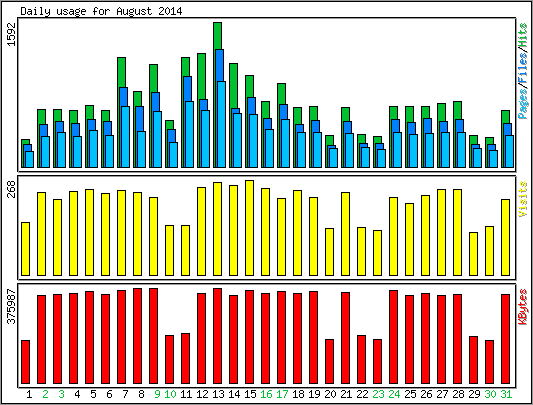 Daily usage for August 2014
1592
Pages/Files/Hits
268
Visits
375987
KBytes
1 2 3 4 5 6 7 8 9 10 11 12 13 14 15 16 17 18 19 20 21 22 23 24 25 26 27 28 29 30 31